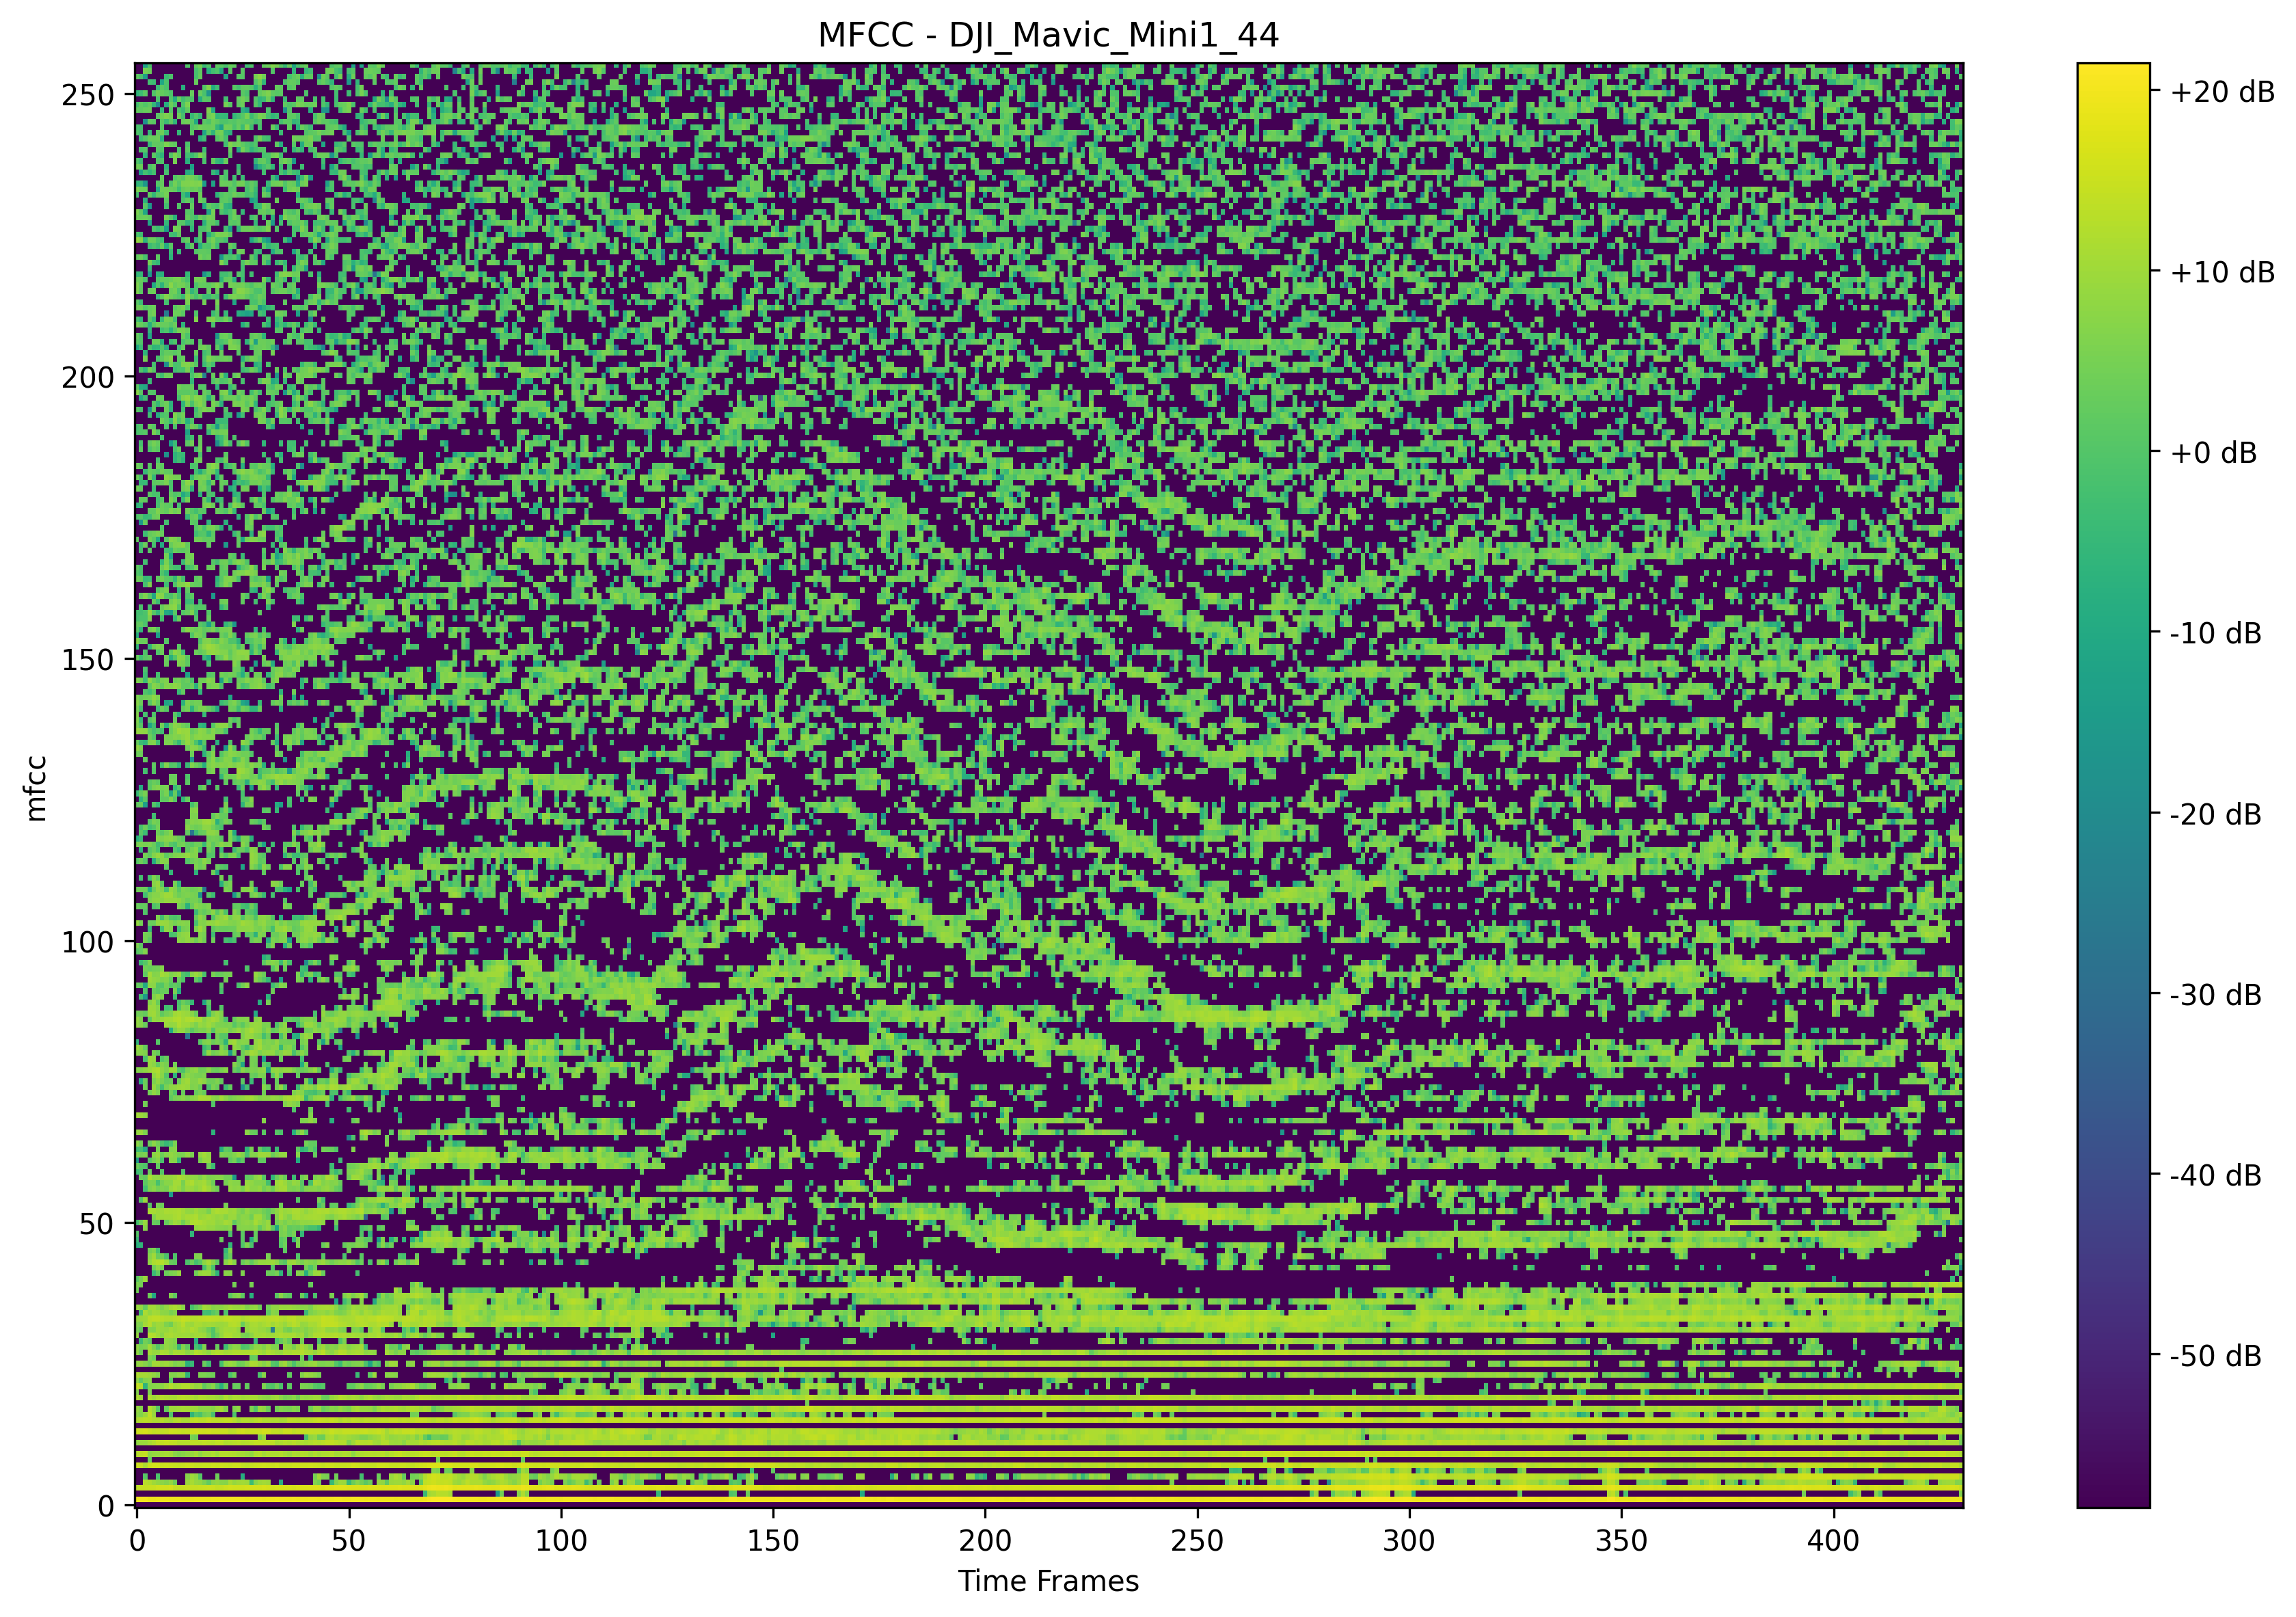 MFCC - DJI_Mavic_Mini1_44
250
200
150
100
50
0
mfcc
0 50 100 150 200 250 300 350 400
Time Frames
+20 dB
+10 dB
+0 dB
-10 dB
-20 dB
-30 dB
-40 dB
-50 dB